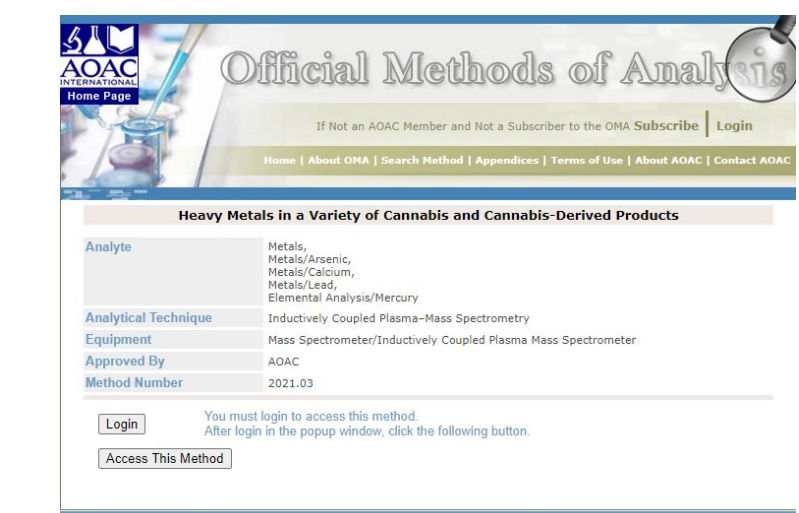 AOAC
INTERNATIONAL
Home Page
Official Methods of Analysis
If Not an AOAC Member and Not a Subscriber to the OMA Subscribe | Login
Home | About OMA | Search Method | Appendices | Terms of Use | About AOAC | Contact AOAC
Heavy Metals in a Variety of Cannabis and Cannabis-Derived Products
Analyte
Metals,
Metals/Arsenic,
Metals/Calcium,
Metals/Lead,
Elemental Analysis/Mercury
Analytical Technique Inductively Coupled Plasma–Mass Spectrometry
Equipment Mass Spectrometer/Inductively Coupled Plasma Mass Spectrometer
Approved By AOAC
Method Number 2021.03
Login
You must login to access this method.
After login in the popup window, click the following button.
Access This Method